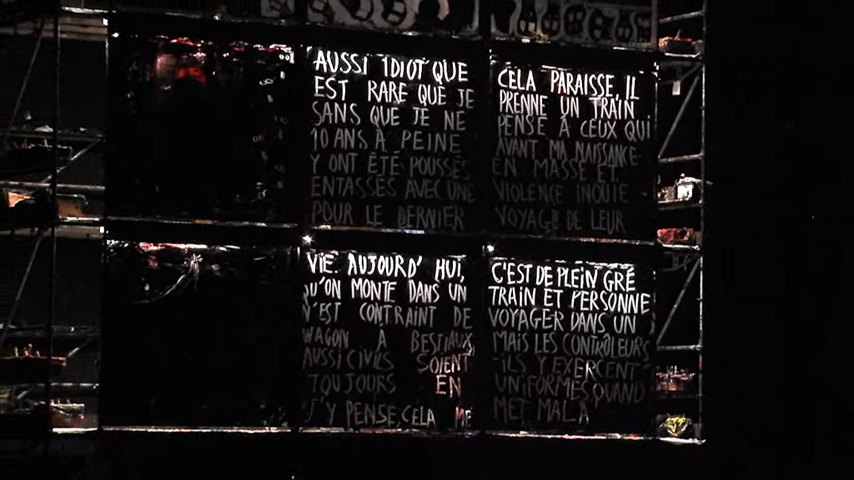 AUSSI IDIOT QUE CELA PARAISSE, IL
EST RARE QUE JE PRENNE UN TRAIN
SANS QUE JE NE PENSE À CEUX QUI
10 ANS À PEINE AVANT MA NAISSANCE
Y ONT ÉTÉ POUSSÉS EN MASSE ET
ENTASSÉS AVEC UNE VIOLENCE INOUIE
POUR LE DERNIER VOYAGE DE LEUR
VIE. AUJOURD'HUI, C'EST DE PLEIN GRÉ
QU'ON MONTE DANS UN TRAIN ET PERSONNE
N'EST CONTRAINT DE VOYAGER DANS UN
WAGON À BESTIAUX MAIS LES CONTRÔLEURS
AUSSI CIVILS SOIENT-ILS Y EXERCENT
TOUJOURS EN UNIFORMES QUAND
J'Y PENSE, CELA ME MET MAL À